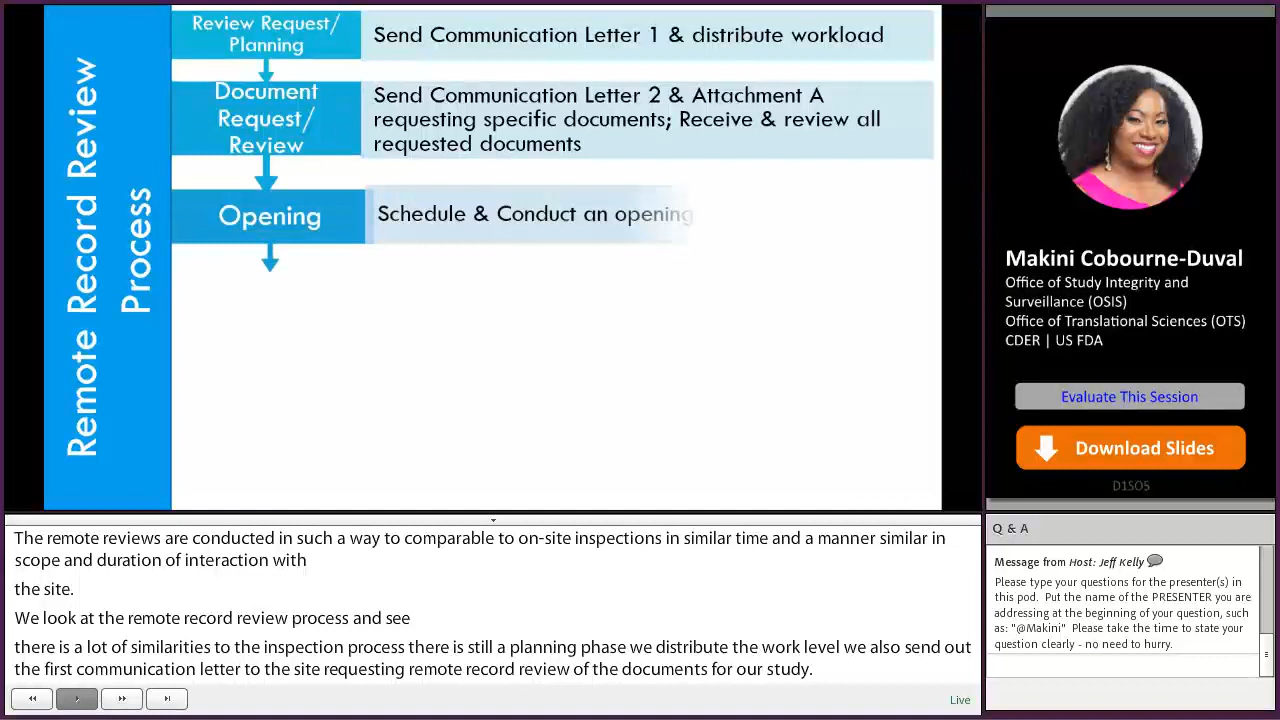 Remote Record Review
Process
Review Request/
Planning
Send Communication Letter 1 & distribute workload
Document
Request/
Review
Send Communication Letter 2 & Attachment A
requesting specific documents; Receive & review all
requested documents
Opening
Schedule & Conduct an opening
Makini Cobourne-Duval
Office of Study Integrity and
Surveillance (OSIS)
Office of Translational Sciences (OTS)
CDER | US FDA
Evaluate This Session
Download Slides
D1S05
The remote reviews are conducted in such a way to comparable to on-site inspections in similar time and a manner similar in
scope and duration of interaction with
the site.
We look at the remote record review process and see
there is a lot of similarities to the inspection process there is still a planning phase we distribute the work level we also send out
the first communication letter to the site requesting remote record review of the documents for our study.
Live
Q & A
Message from Host: Jeff Kelly
Please type your questions for the presenter(s) in
this pod. Put the name of the PRESENTER you are
addressing at the beginning of your question, such
as: "@Makini" Please take the time to state your
question clearly - no need to hurry.